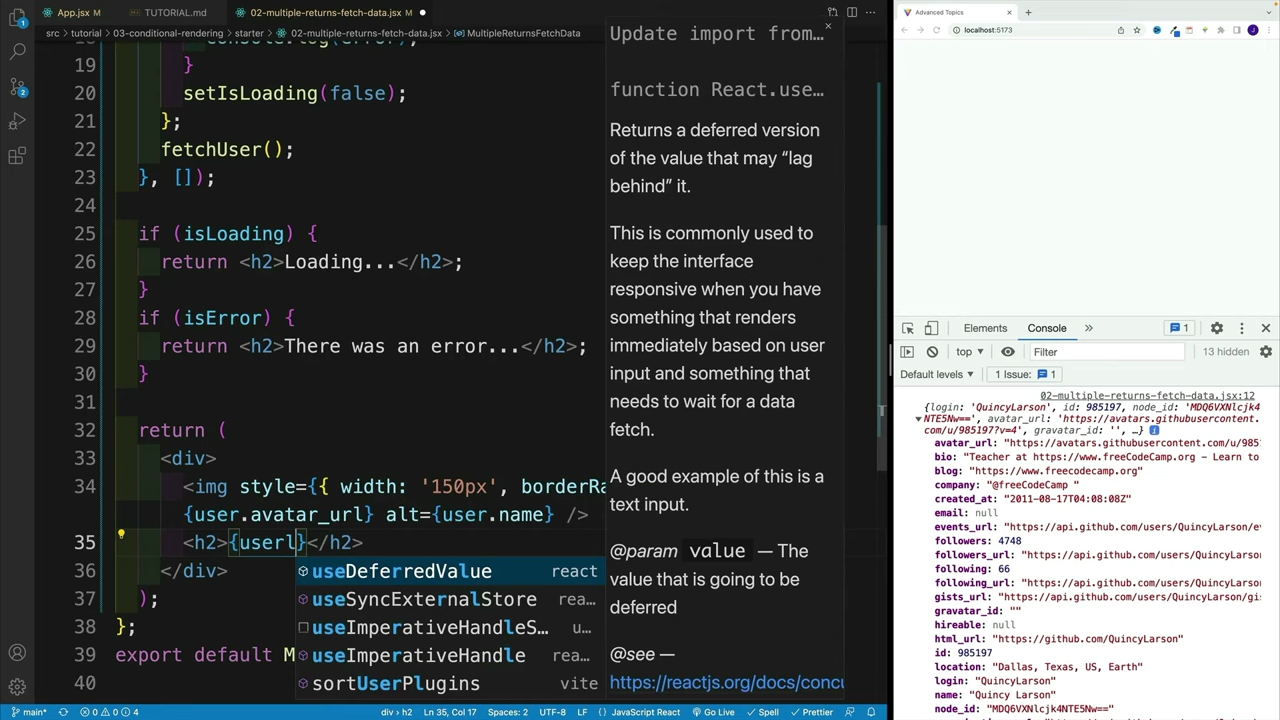 App.jsx M
TUTORIAL.md
02-multiple-returns-fetch-data.jsx M
src > tutorial > 03-conditional-rendering > starter > 02-multiple-returns-fetch-data.jsx > MultipleReturnsFetchData
18 console.log(error);
19 }
20 setIsLoading(false);
21 };
22 fetchUser();
23 }, []);
24
25 if (isLoading) {
26 return <h2>Loading...</h2>;
27 }
28 if (isError) {
29 return <h2>There was an error...</h2>;
30 }
31
32 return (
33 <div>
34 <img style={{ width: '150px', borderRa
{user.avatar_url} alt={user.name} />
35 <h2>{userl}</h2>
36 </div>
37 );
38 };
39 export default M
40
useDeferredValue react
useSyncExternalStore rea…
useImperativeHandleS… u…
useImperativeHandle rea…
sortUserPlugins vite
Update import from…
function React.use…
Returns a deferred version
of the value that may “lag
behind” it.
This is commonly used to
keep the interface
responsive when you have
something that renders
immediately based on user
input and something that
needs to wait for a data
fetch.
A good example of this is a
text input.
@param value — The
value that is going to be
deferred
@see —
https://reactjs.org/docs/concu
main*
0 0 4
div > h2
Ln 35, Col 17
Spaces: 2
UTF-8
LF
JavaScript React
Go Live
Spell
Prettier
Advanced Topics
localhost:5173
J
Elements Console » 1
top Filter 13 hidden
Default levels 1 Issue: 1
02-multiple-returns-fetch-data.jsx:12
{login: 'QuincyLarson', id: 985197, node_id: 'MDQ6VXNlcjk4
NTE5Nw==', avatar_url: 'https://avatars.githubusercontent.
com/u/985197?v=4', gravatar_id: '', …}
avatar_url: "https://avatars.githubusercontent.com/u/985
bio: "Teacher at https://www.freeCodeCamp.org - Learn to
blog: "https://www.freecodecamp.org"
company: "@freeCodeCamp "
created_at: "2011-08-17T04:08:08Z"
email: null
events_url: "https://api.github.com/users/QuincyLarson/ev
followers: 4748
followers_url: "https://api.github.com/users/QuincyLarso
following: 66
following_url: "https://api.github.com/users/QuincyLarso
gists_url: "https://api.github.com/users/QuincyLarson/gis
gravatar_id: ""
hireable: null
html_url: "https://github.com/QuincyLarson"
id: 985197
location: "Dallas, Texas, US, Earth"
login: "QuincyLarson"
name: "Quincy Larson"
node_id: "MDQ6VXNlcjk4NTE5Nw=="